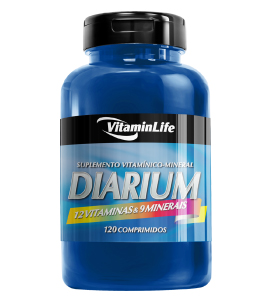 VitaminLife
SUPLEMENTO VITAMÍNICO-MINERAL
DIARIUM
12 VITAMINAS & 9 MINERAIS
120 COMPRIMIDOS